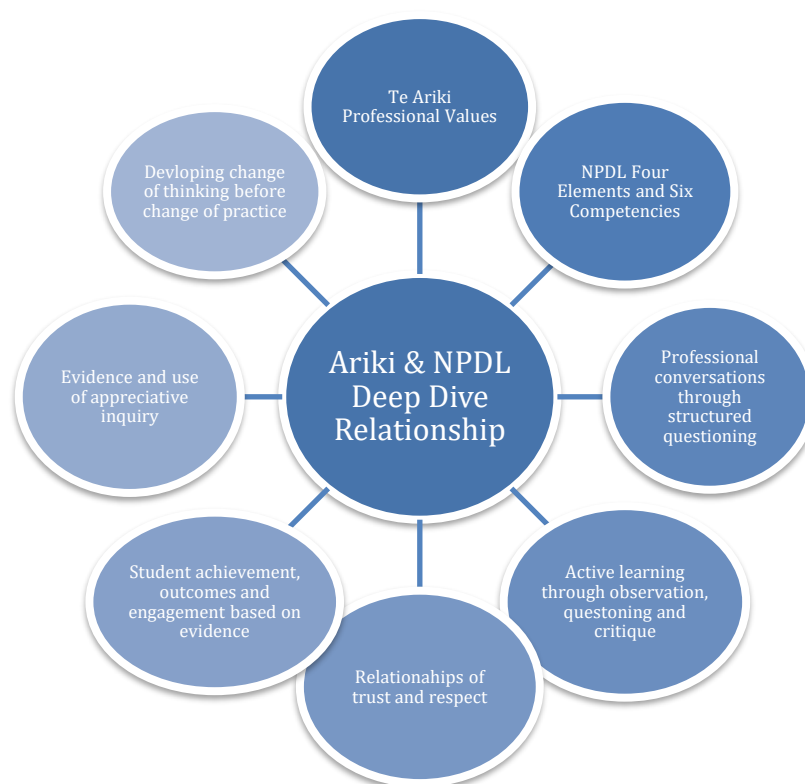 Te Ariki
Professional Values
NPDL Four
Elements and Six
Competencies
Professional
conversations
through
structured
questioning
Active learning
through observation,
questoning and
critique
Relationahips of
trust and respect
Student achievement,
outcomes and
engagement based on
evidence
Evidence and use
of appreciative
inquiry
Devloping change
of thinking before
change of practice
Ariki & NPDL
Deep Dive
Relationship